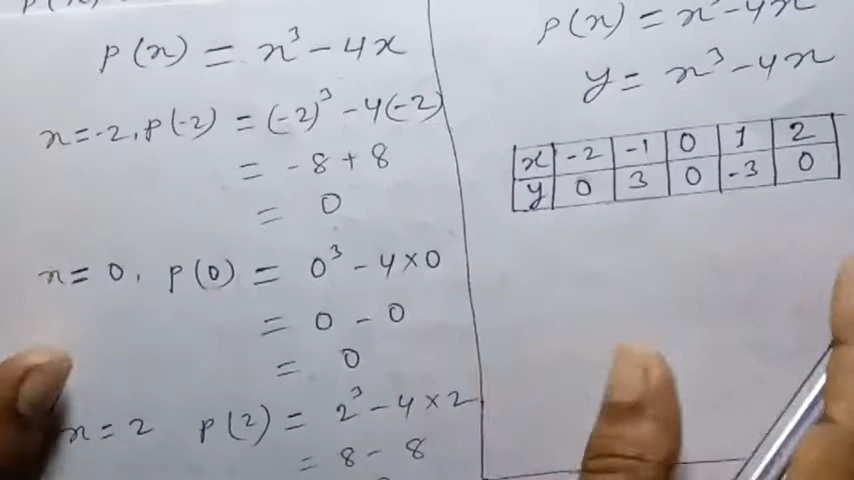 p(x) = x³ - 4x
x = -2, p(-2) = (-2)³ - 4(-2)
= -8 + 8
= 0
x = 0, p(0) = 0³ - 4 × 0
= 0 - 0
= 0
x = 2 p(2) = 2³ - 4 × 2
= 8 - 8
p(x) = x³ - 4x
y = x³ - 4x
x -2 -1 0 1 2
y 0 3 0 -3 0